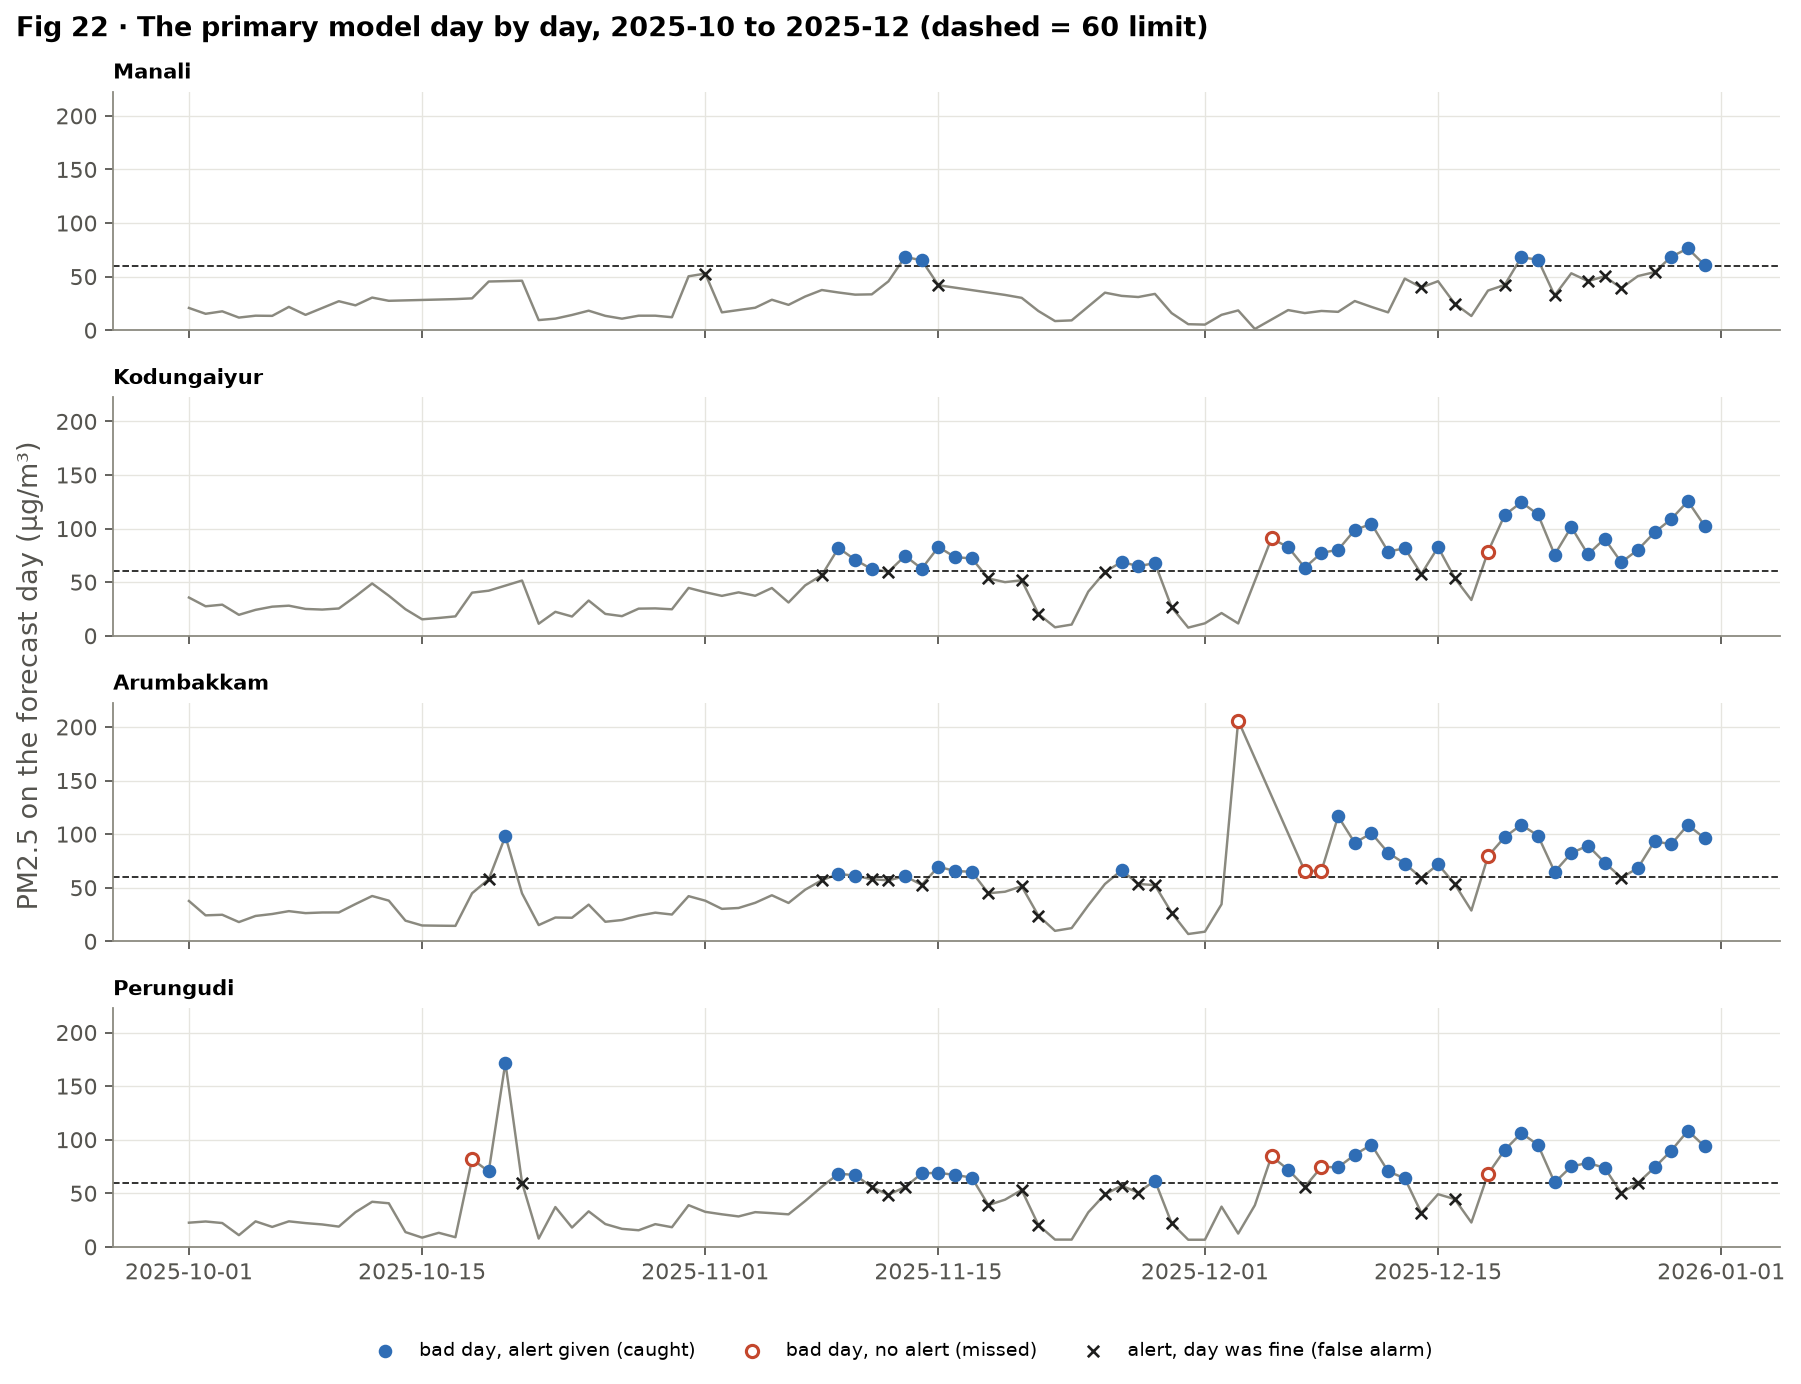 Fig 22 · The primary model day by day, 2025-10 to 2025-12 (dashed = 60 limit)
PM2.5 on the forecast day (µg/m³)
Manali
200
150
100
50
0
Kodungaiyur
200
150
100
50
0
Arumbakkam
200
150
100
50
0
Perungudi
200
150
100
50
0
2025-10-01 2025-10-15 2025-11-01 2025-11-15 2025-12-01 2025-12-15 2026-01-01
bad day, alert given (caught) bad day, no alert (missed) alert, day was fine (false alarm)